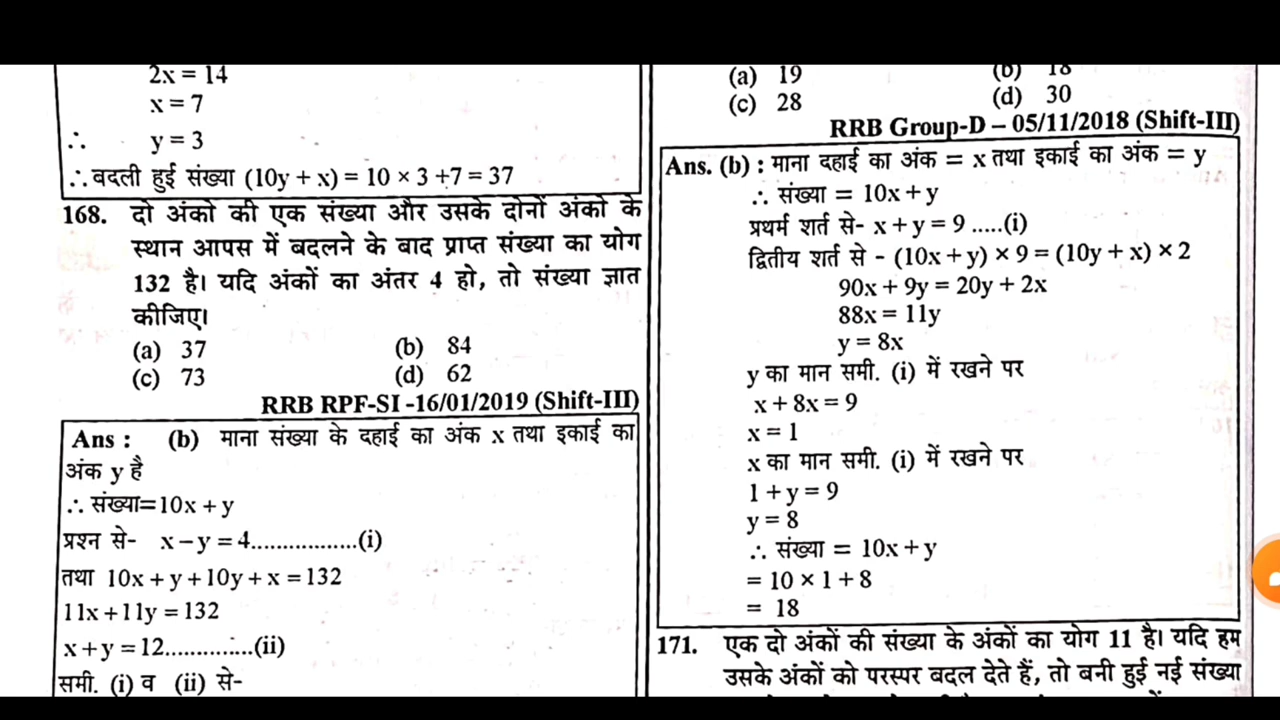 2x = 14
x = 7
∴ y = 3
∴ बदली हुई संख्या (10y + x) = 10 × 3 +7 = 37
168. दो अंको की एक संख्या और उसके दोनों अंको के
स्थान आपस में बदलने के बाद प्राप्त संख्या का योग
132 है। यदि अंकों का अंतर 4 हो, तो संख्या ज्ञात
कीजिए।
(a) 37 (b) 84
(c) 73 (d) 62
RRB RPF-SI -16/01/2019 (Shift-III)
Ans : (b) माना संख्या के दहाई का अंक x तथा इकाई का
अंक y है
∴ संख्या=10x + y
प्रश्न से- x – y = 4..................(i)
तथा 10x + y + 10y + x = 132
11x + 11y = 132
x + y = 12..............(ii)
समी. (i) व (ii) से-
(a) 19 (b) 18
(c) 28 (d) 30
RRB Group-D – 05/11/2018 (Shift-III)
Ans. (b) : माना दहाई का अंक = x तथा इकाई का अंक = y
∴ संख्या = 10x + y
प्रथम शर्त से- x + y = 9 .....(i)
द्वितीय शर्त से - (10x + y) × 9 = (10y + x) × 2
90x + 9y = 20y + 2x
88x = 11y
y = 8x
y का मान समी. (i) में रखने पर
x + 8x = 9
x = 1
x का मान समी. (i) में रखने पर
1 + y = 9
y = 8
∴ संख्या = 10x + y
= 10 × 1 + 8
= 18
171. एक दो अंकों की संख्या के अंकों का योग 11 है। यदि हम
उसके अंकों को परस्पर बदल देते हैं, तो बनी हुई नई संख्या